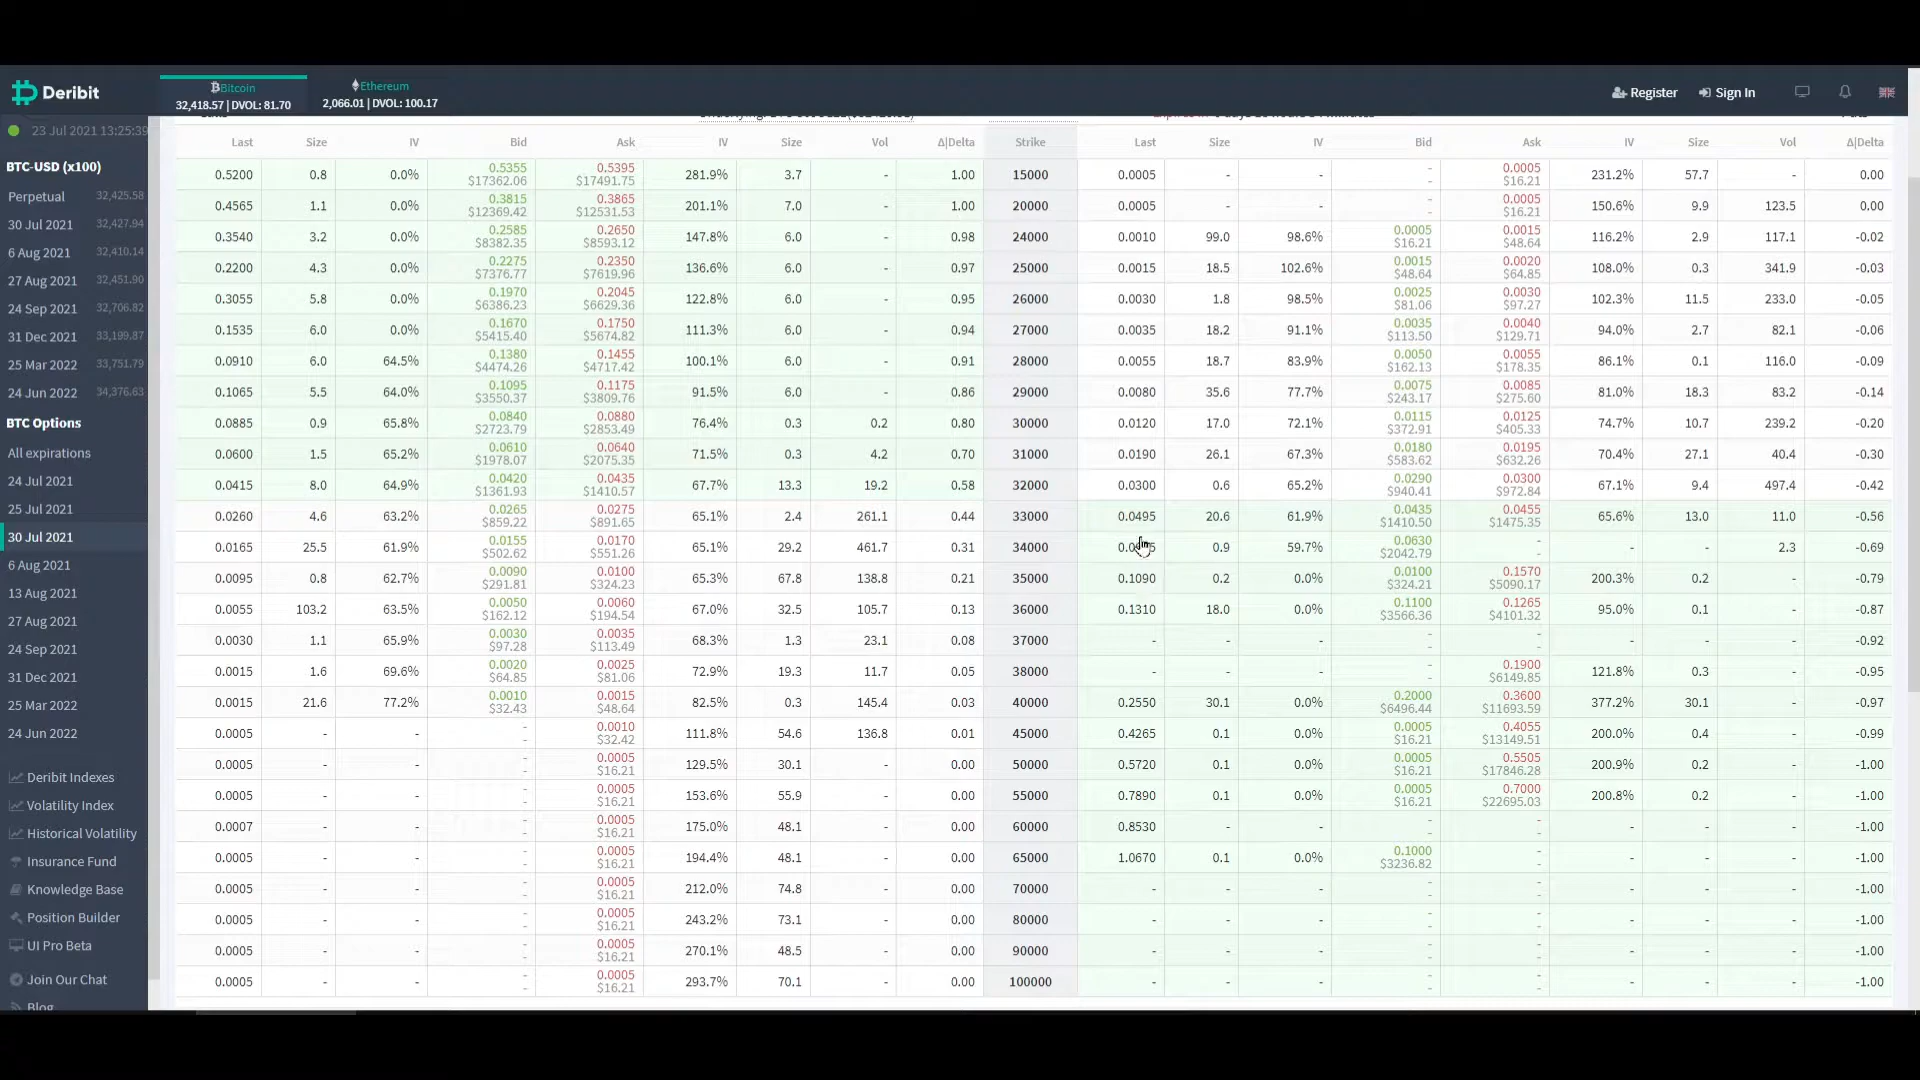 Deribit
Bitcoin
32,418.57 | DVOL: 81.70
Ethereum
2,066.01 | DVOL: 100.17
Register
Sign In
23 Jul 2021 13:25:39
BTC-USD (x100)
Perpetual 32,425.58
30 Jul 2021 32,427.94
6 Aug 2021 32,410.14
27 Aug 2021 32,451.90
24 Sep 2021 32,706.82
31 Dec 2021 33,199.87
25 Mar 2022 33,751.79
24 Jun 2022 34,376.63
BTC Options
All expirations
24 Jul 2021
25 Jul 2021
30 Jul 2021
6 Aug 2021
13 Aug 2021
27 Aug 2021
24 Sep 2021
31 Dec 2021
25 Mar 2022
24 Jun 2022
Deribit Indexes
Volatility Index
Historical Volatility
Insurance Fund
Knowledge Base
Position Builder
UI Pro Beta
Join Our Chat
Blog
Last Size IV Bid Ask IV Size Vol Δ|Delta Strike Last Size IV Bid Ask IV Size Vol Δ|Delta
0.5200 0.8 0.0% 0.5355 $17362.06 0.5395 $17491.75 281.9% 3.7 - 1.00 15000 0.0005 - - - - 0.0005 $16.21 231.2% 57.7 - 0.00
0.4565 1.1 0.0% 0.3815 $12369.42 0.3865 $12531.53 201.1% 7.0 - 1.00 20000 0.0005 - - - - 0.0005 $16.21 150.6% 9.9 123.5 0.00
0.3540 3.2 0.0% 0.2585 $8382.35 0.2650 $8593.12 147.8% 6.0 - 0.98 24000 0.0010 99.0 98.6% 0.0005 $16.21 0.0015 $48.64 116.2% 2.9 117.1 -0.02
0.2200 4.3 0.0% 0.2275 $7376.77 0.2350 $7619.96 136.6% 6.0 - 0.97 25000 0.0015 18.5 102.6% 0.0015 $48.64 0.0020 $64.85 108.0% 0.3 341.9 -0.03
0.3055 5.8 0.0% 0.1970 $6386.23 0.2045 $6629.36 122.8% 6.0 - 0.95 26000 0.0030 1.8 98.5% 0.0025 $81.06 0.0030 $97.27 102.3% 11.5 233.0 -0.05
0.1535 6.0 0.0% 0.1670 $5415.40 0.1750 $5674.82 111.3% 6.0 - 0.94 27000 0.0035 18.2 91.1% 0.0035 $113.50 0.0040 $129.71 94.0% 2.7 82.1 -0.06
0.0910 6.0 64.5% 0.1380 $4474.26 0.1455 $4717.42 100.1% 6.0 - 0.91 28000 0.0055 18.7 83.9% 0.0050 $162.13 0.0055 $178.35 86.1% 0.1 116.0 -0.09
0.1065 5.5 64.0% 0.1095 $3550.37 0.1175 $3809.76 91.5% 6.0 - 0.86 29000 0.0080 35.6 77.7% 0.0075 $243.17 0.0085 $275.60 81.0% 18.3 83.2 -0.14
0.0885 0.9 65.8% 0.0840 $2723.79 0.0880 $2853.49 76.4% 0.3 0.2 0.80 30000 0.0120 17.0 72.1% 0.0115 $372.91 0.0125 $405.33 74.7% 10.7 239.2 -0.20
0.0600 1.5 65.2% 0.0610 $1978.07 0.0640 $2075.35 71.5% 0.3 4.2 0.70 31000 0.0190 26.1 67.3% 0.0180 $583.62 0.0195 $632.26 70.4% 27.1 40.4 -0.30
0.0415 8.0 64.9% 0.0420 $1361.93 0.0435 $1410.57 67.7% 13.3 19.2 0.58 32000 0.0300 0.6 65.2% 0.0290 $940.41 0.0300 $972.84 67.1% 9.4 497.4 -0.42
0.0260 4.6 63.2% 0.0265 $859.22 0.0275 $891.65 65.1% 2.4 261.1 0.44 33000 0.0495 20.6 61.9% 0.0435 $1410.50 0.0455 $1475.35 65.6% 13.0 11.0 -0.56
0.0165 25.5 61.9% 0.0155 $502.62 0.0170 $551.26 65.1% 29.2 461.7 0.31 34000 0.9 59.7% 0.0630 $2042.79 - - - - 2.3 -0.69
0.0095 0.8 62.7% 0.0090 $291.81 0.0100 $324.23 65.3% 67.8 138.8 0.21 35000 0.1090 0.2 0.0% 0.0100 $324.21 0.1570 $5090.17 200.3% 0.2 - -0.79
0.0055 103.2 63.5% 0.0050 $162.12 0.0060 $194.54 67.0% 32.5 105.7 0.13 36000 0.1310 18.0 0.0% 0.1100 $3566.36 0.1265 $4101.32 95.0% 0.1 - -0.87
0.0030 1.1 65.9% 0.0030 $97.28 0.0035 $113.49 68.3% 1.3 23.1 0.08 37000 - - - - - - - - - - -0.92
0.0015 1.6 69.6% 0.0020 $64.85 0.0025 $81.06 72.9% 19.3 11.7 0.05 38000 - - - - - 0.1900 $6149.85 121.8% 0.3 - -0.95
0.0015 21.6 77.2% 0.0010 $32.43 0.0015 $48.64 82.5% 0.3 145.4 0.03 40000 0.2550 30.1 0.0% 0.2000 $6496.44 0.3600 $11693.59 377.2% 30.1 - -0.97
0.0005 - - - - 0.0010 $32.42 111.8% 54.6 136.8 0.01 45000 0.4265 0.1 0.0% 0.0005 $16.21 0.4055 $13149.51 200.0% 0.4 - -0.99
0.0005 - - - - 0.0005 $16.21 129.5% 30.1 - 0.00 50000 0.5720 0.1 0.0% 0.0005 $16.21 0.5505 $17846.28 200.9% 0.2 - -1.00
0.0005 - - - - 0.0005 $16.21 153.6% 55.9 - 0.00 55000 0.7890 0.1 0.0% 0.0005 $16.21 0.7000 $22695.03 200.8% 0.2 - -1.00
0.0007 - - - - 0.0005 $16.21 175.0% 48.1 - 0.00 60000 0.8530 - - - - - - - - - -1.00
0.0005 - - - - 0.0005 $16.21 194.4% 48.1 - 0.00 65000 1.0670 0.1 0.0% 0.1000 $3236.82 - - - - - -1.00
0.0005 - - - - 0.0005 $16.21 212.0% 74.8 - 0.00 70000 - - - - - - - - - - -1.00
0.0005 - - - - 0.0005 $16.21 243.2% 73.1 - 0.00 80000 - - - - - - - - - - -1.00
0.0005 - - - - 0.0005 $16.21 270.1% 48.5 - 0.00 90000 - - - - - - - - - - -1.00
0.0005 - - - - 0.0005 $16.21 293.7% 70.1 - 0.00 100000 - - - - - - - - - - -1.00